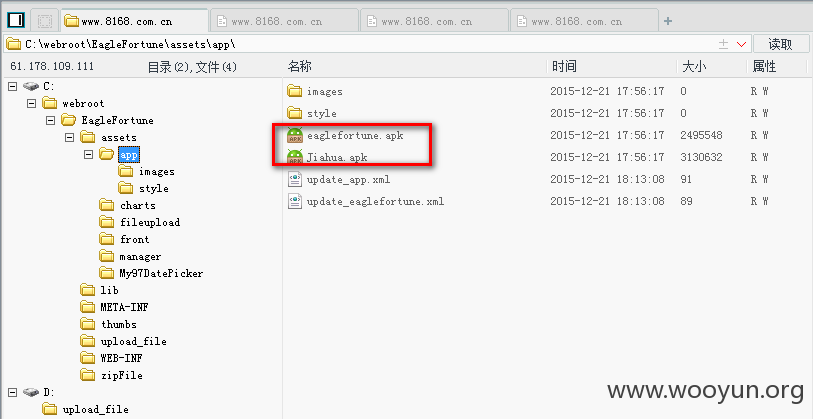 www.8168.com.cn www.8168.com.cn www.8168.com.cn www.8168.com.cn +
C:\webroot\EagleFortune\assets\app\ 读取
61.178.109.111 目录(2),文件(4) 名称 时间 大小 属性
C:
webroot
EagleFortune
assets
app
images
style
charts
fileupload
front
manager
My97DatePicker
lib
META-INF
thumbs
upload_file
WEB-INF
zipFile
D:
upload_file
images 2015-12-21 17:56:17 0 R W
style 2015-12-21 17:56:17 0 R W
eaglefortune.apk 2015-12-21 17:56:17 2495548 R W
Jiahua.apk 2015-12-21 17:56:17 3130632 R W
update_app.xml 2015-12-21 18:13:08 91 R W
update_eaglefortune.xml 2015-12-21 18:13:08 89 R W
www.wooyun.org